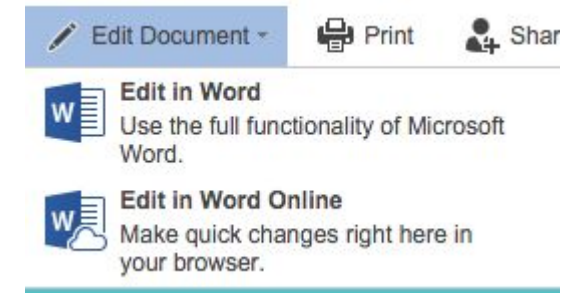 Edit Document Print Shar
Edit in Word
Use the full functionality of Microsoft
Word.
Edit in Word Online
Make quick changes right here in
your browser.